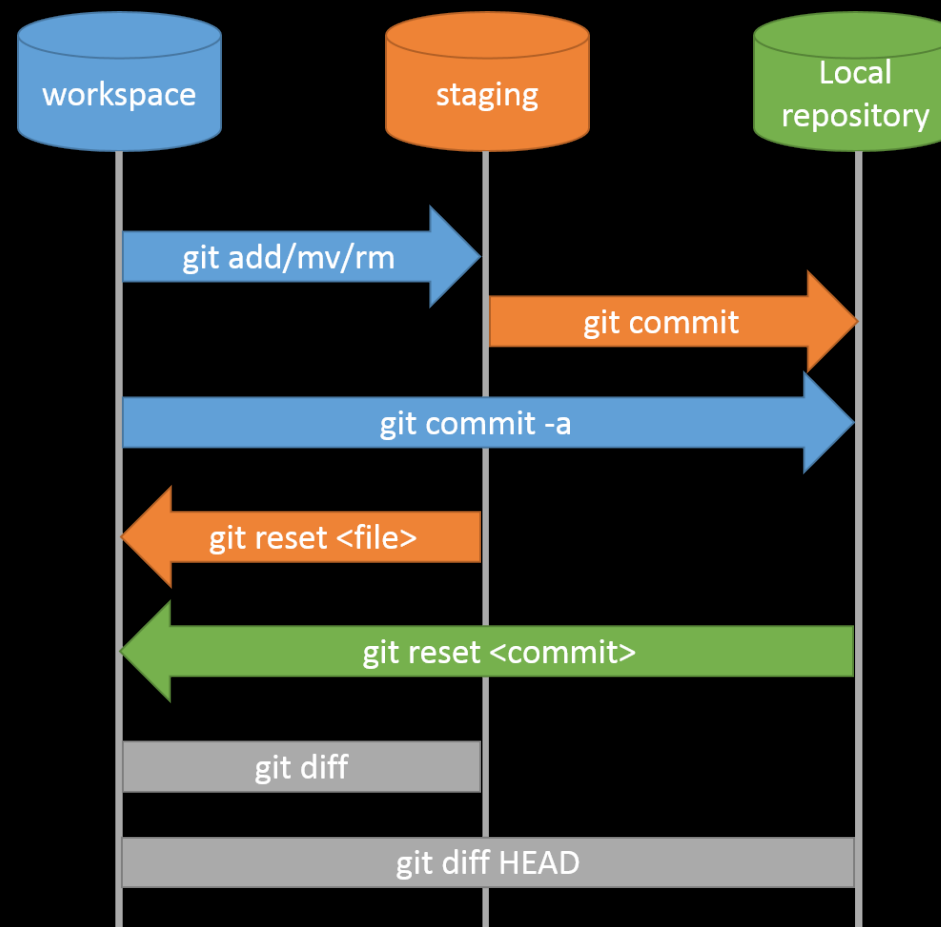 workspace
staging
Local
repository
git add/mv/rm
git commit
git commit -a
git reset <file>
git reset <commit>
git diff
git diff HEAD